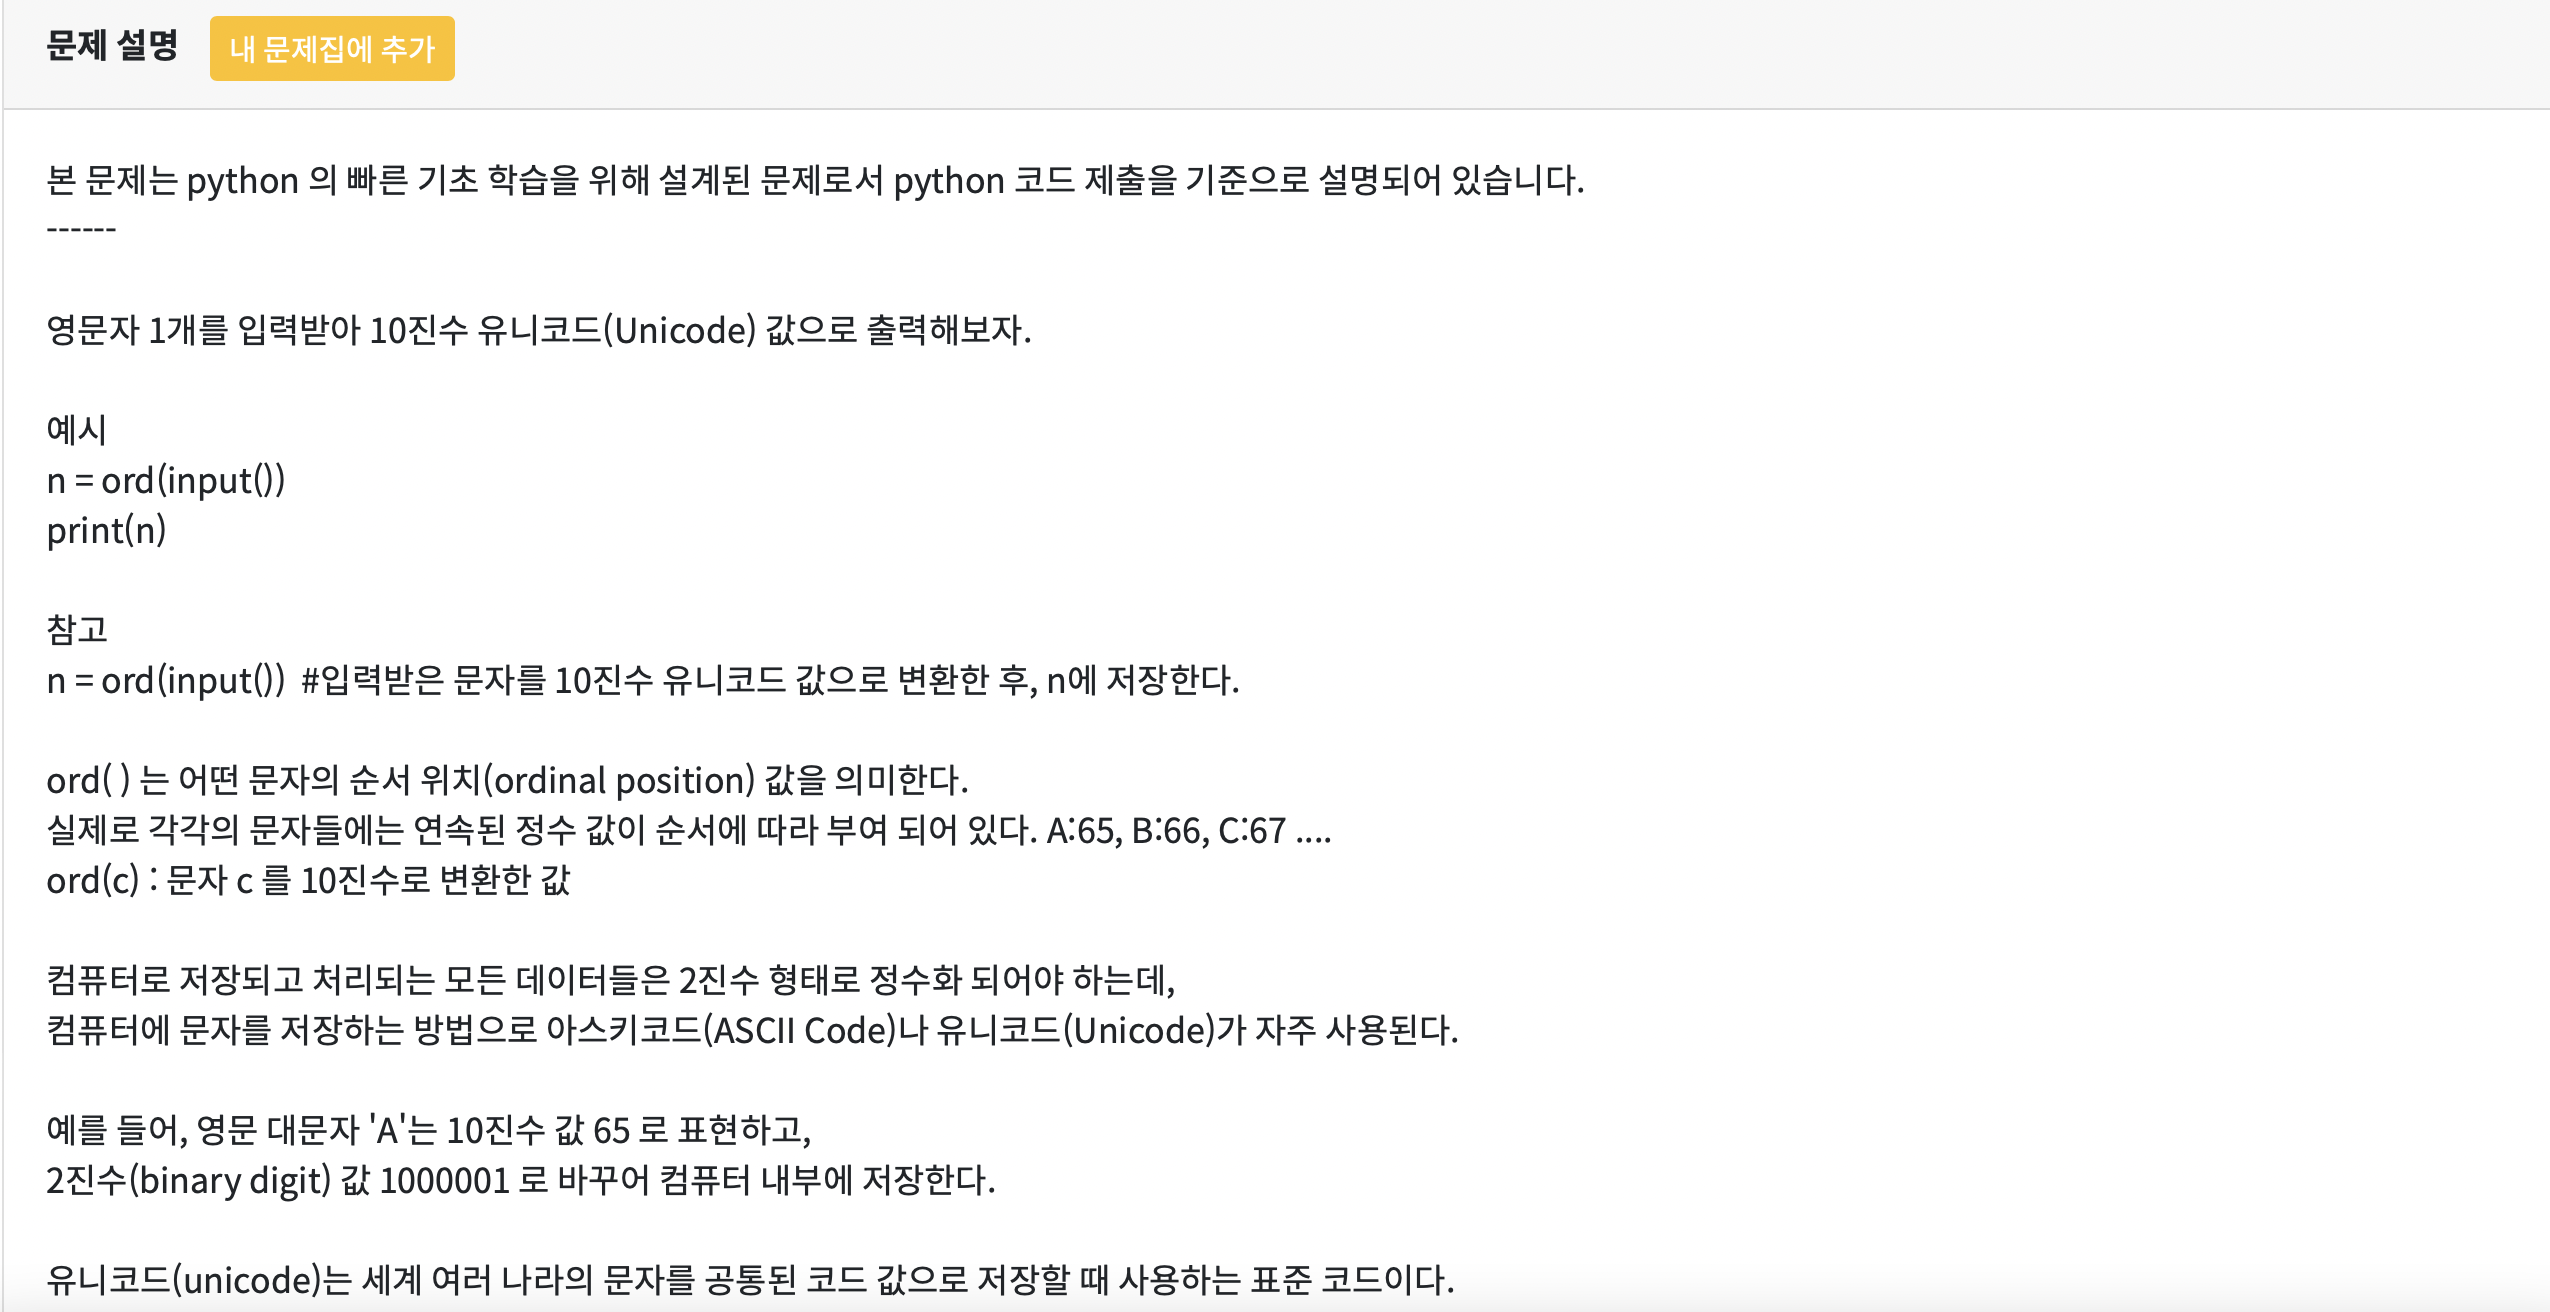 문제 설명
내 문제집에 추가
본 문제는 python 의 빠른 기초 학습을 위해 설계된 문제로서 python 코드 제출을 기준으로 설명되어 있습니다.
------
영문자 1개를 입력받아 10진수 유니코드(Unicode) 값으로 출력해보자.
예시
n = ord(input())
print(n)
참고
n = ord(input())  #입력받은 문자를 10진수 유니코드 값으로 변환한 후, n에 저장한다.
ord( ) 는 어떤 문자의 순서 위치(ordinal position) 값을 의미한다.
실제로 각각의 문자들에는 연속된 정수 값이 순서에 따라 부여 되어 있다. A:65, B:66, C:67 ....
ord(c) : 문자 c 를 10진수로 변환한 값
컴퓨터로 저장되고 처리되는 모든 데이터들은 2진수 형태로 정수화 되어야 하는데,
컴퓨터에 문자를 저장하는 방법으로 아스키코드(ASCII Code)나 유니코드(Unicode)가 자주 사용된다.
예를 들어, 영문 대문자 'A'는 10진수 값 65 로 표현하고,
2진수(binary digit) 값 1000001 로 바꾸어 컴퓨터 내부에 저장한다.
유니코드(unicode)는 세계 여러 나라의 문자를 공통된 코드 값으로 저장할 때 사용하는 표준 코드이다.